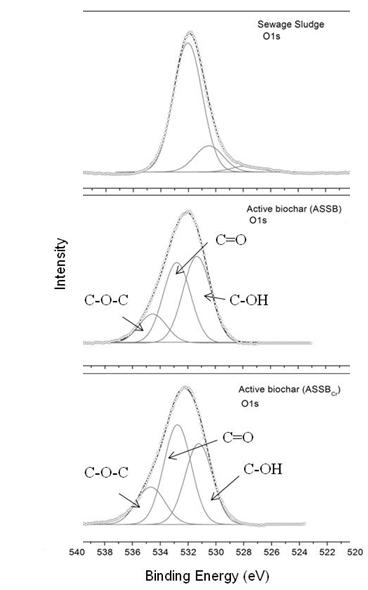 Sewage Sludge
O1s
Active biochar (ASSB)
O1s
C=O
C-O-C
C-OH
Intensity
Active biochar (ASSBCr)
O1s
C=O
C-O-C
C-OH
540 538 536 534 532 530 528 526 524 522 520
Binding Energy (eV)